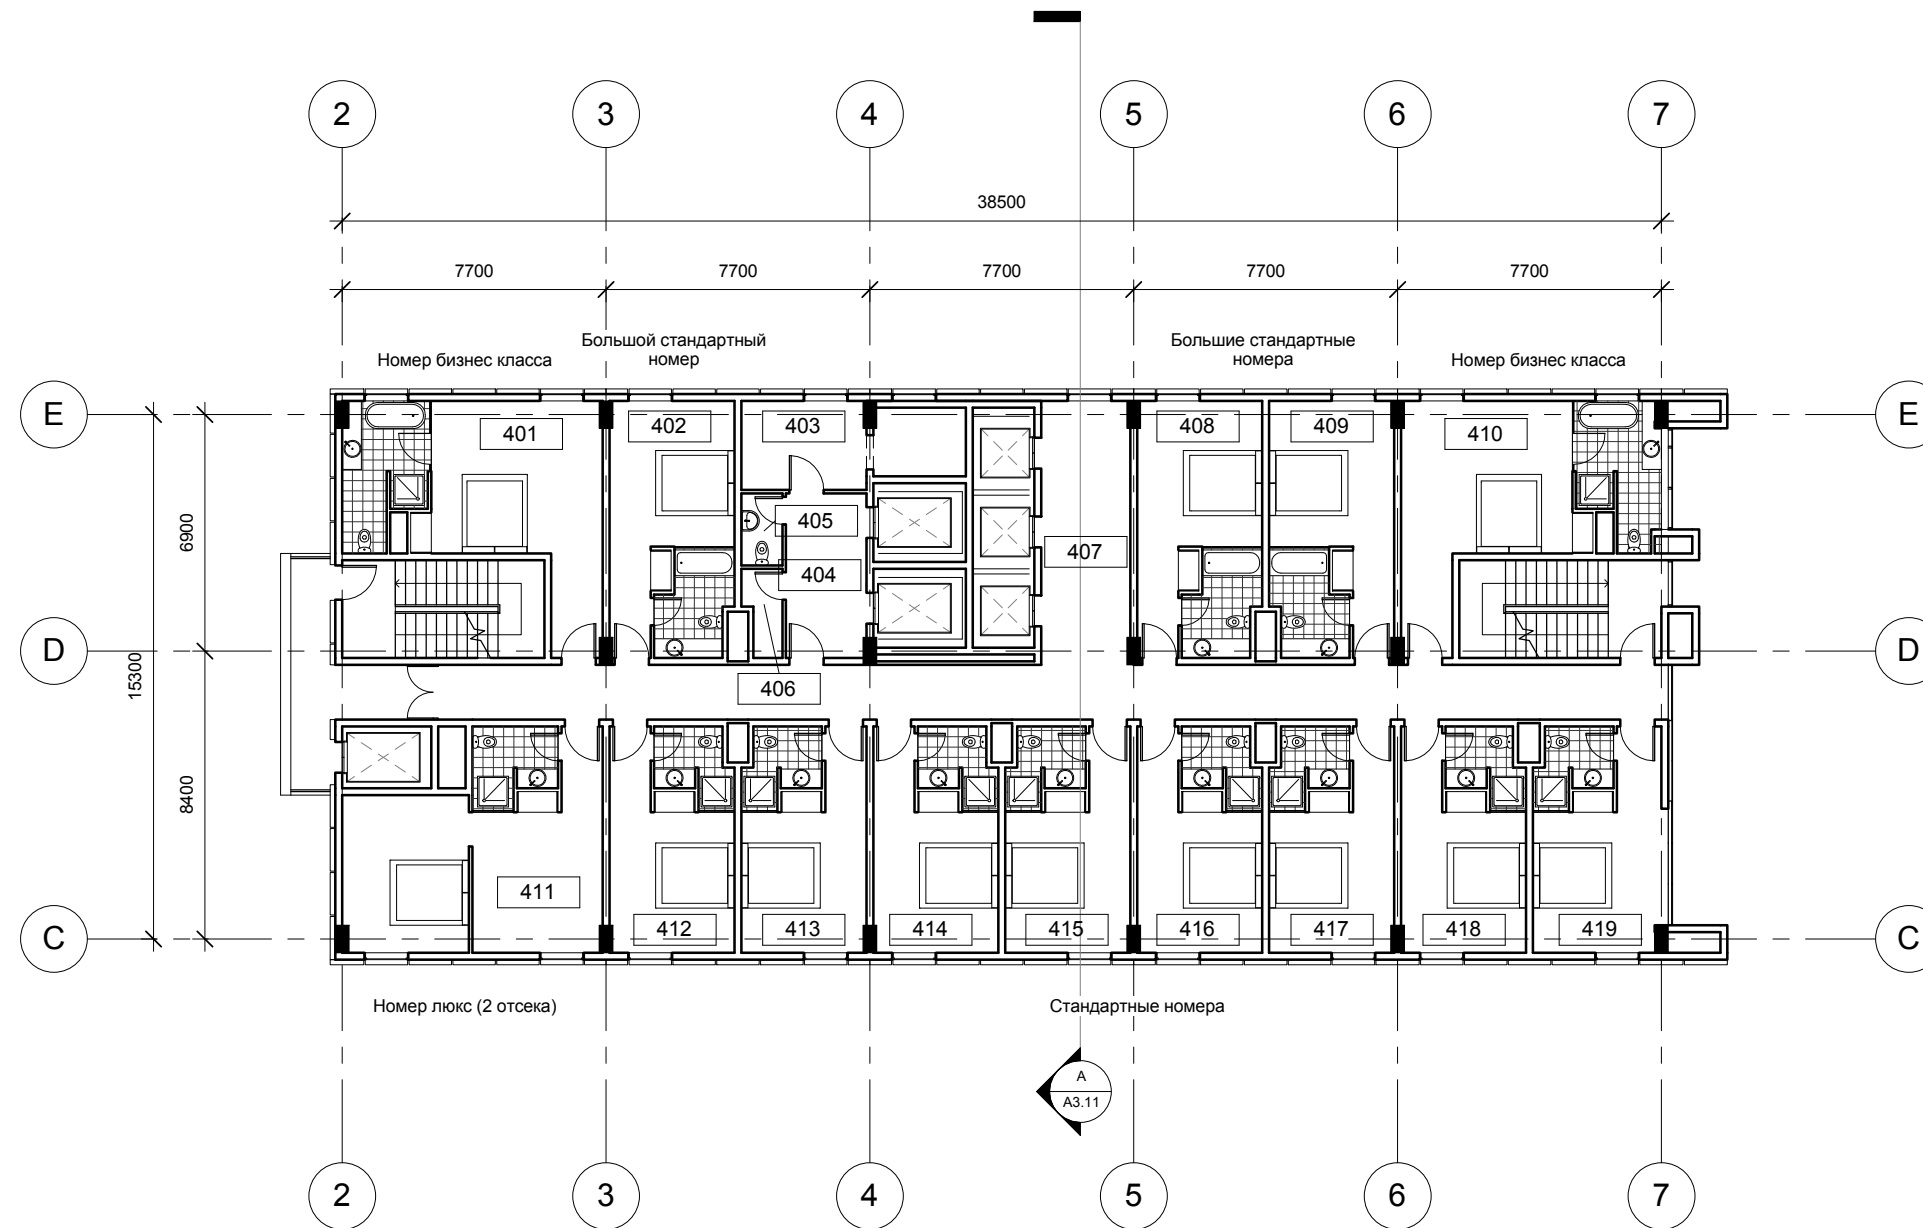 2 3 4 5 6 7
38500
7700 7700 7700 7700 7700
Большой стандартный
номер
Большие стандартные
номера
Номер бизнес класса
Номер бизнес класса
E E
401 402 403 408 409 410
405
404
407
6900
D D
15300
406
8400
411
412 413 414 415 416 417 418 419
C C
Номер люкс (2 отсека)
Стандартные номера
A
A3.11
2 3 4 5 6 7